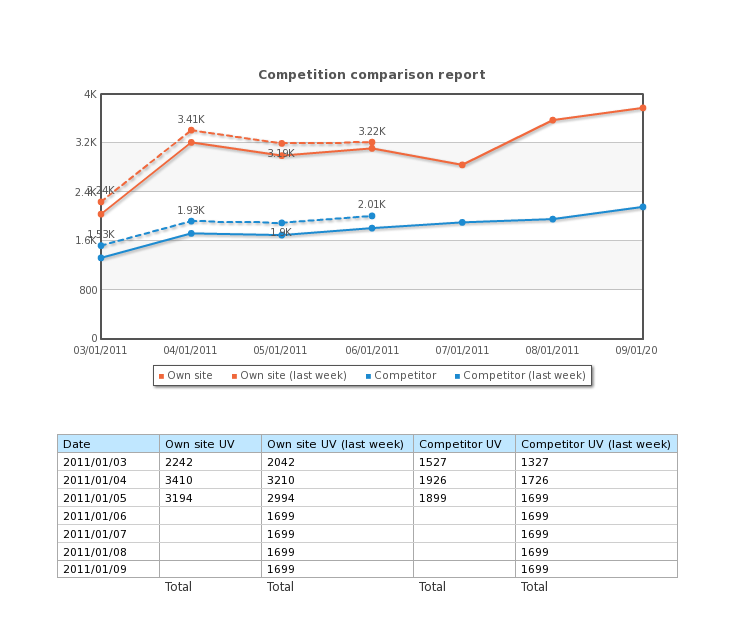 Competition comparison report
4K
3.41K
3.22K
3.2K
3.19K
2.4K
2.24K
2.01K
1.93K
1.9K
1.53K
1.6K
800
0
03/01/2011 04/01/2011 05/01/2011 06/01/2011 07/01/2011 08/01/2011 09/01/20
Own site Own site (last week) Competitor Competitor (last week)
Date Own site UV Own site UV (last week) Competitor UV Competitor UV (last week)
2011/01/03 2242 2042 1527 1327
2011/01/04 3410 3210 1926 1726
2011/01/05 3194 2994 1899 1699
2011/01/06 1699 1699
2011/01/07 1699 1699
2011/01/08 1699 1699
2011/01/09 1699 1699
Total Total Total Total